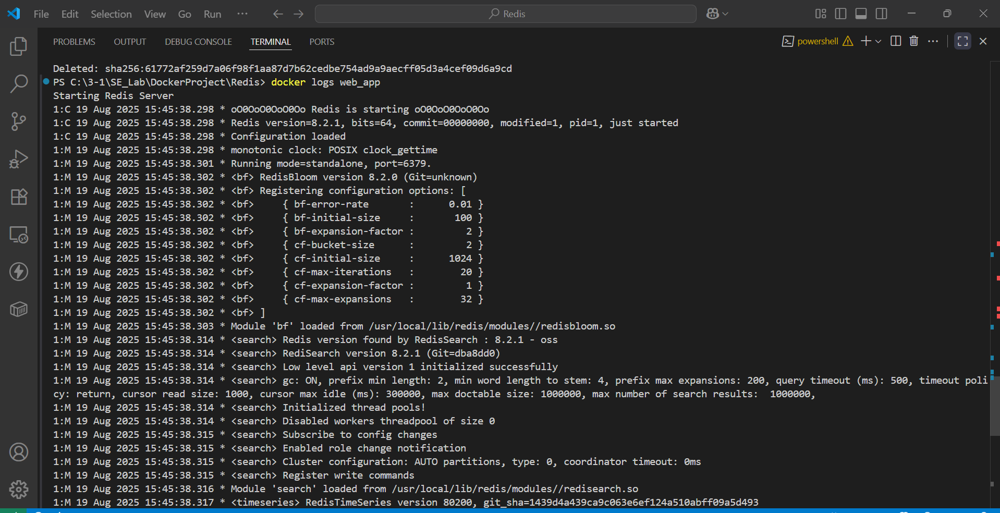 File Edit Selection View Go Run ··· Redis
PROBLEMS OUTPUT DEBUG CONSOLE TERMINAL PORTS powershell
Deleted: sha256:61772af259d7a06f98f1aa87d7b62cedbe754ad9a9aecff05d3a4cef09d6a9cd
PS C:\3-1\SE_Lab\DockerProject\Redis> docker logs web_app
Starting Redis Server
1:C 19 Aug 2025 15:45:38.298 * oO0OoO0OoO0Oo Redis is starting oO0OoO0OoO0Oo
1:C 19 Aug 2025 15:45:38.298 * Redis version=8.2.1, bits=64, commit=00000000, modified=1, pid=1, just started
1:C 19 Aug 2025 15:45:38.298 * Configuration loaded
1:M 19 Aug 2025 15:45:38.298 * monotonic clock: POSIX clock_gettime
1:M 19 Aug 2025 15:45:38.301 * Running mode=standalone, port=6379.
1:M 19 Aug 2025 15:45:38.302 * <bf> RedisBloom version 8.2.0 (Git=unknown)
1:M 19 Aug 2025 15:45:38.302 * <bf> Registering configuration options: [
1:M 19 Aug 2025 15:45:38.302 * <bf>     { bf-error-rate       :      0.01 }
1:M 19 Aug 2025 15:45:38.302 * <bf>     { bf-initial-size     :       100 }
1:M 19 Aug 2025 15:45:38.302 * <bf>     { bf-expansion-factor :         2 }
1:M 19 Aug 2025 15:45:38.302 * <bf>     { cf-bucket-size      :         2 }
1:M 19 Aug 2025 15:45:38.302 * <bf>     { cf-initial-size     :      1024 }
1:M 19 Aug 2025 15:45:38.302 * <bf>     { cf-max-iterations   :        20 }
1:M 19 Aug 2025 15:45:38.302 * <bf>     { cf-expansion-factor :         1 }
1:M 19 Aug 2025 15:45:38.302 * <bf>     { cf-max-expansions   :        32 }
1:M 19 Aug 2025 15:45:38.302 * <bf> ]
1:M 19 Aug 2025 15:45:38.303 * Module 'bf' loaded from /usr/local/lib/redis/modules//redisbloom.so
1:M 19 Aug 2025 15:45:38.314 * <search> Redis version found by RedisSearch : 8.2.1 - oss
1:M 19 Aug 2025 15:45:38.314 * <search> RediSearch version 8.2.1 (Git=dba8dd0)
1:M 19 Aug 2025 15:45:38.314 * <search> Low level api version 1 initialized successfully
1:M 19 Aug 2025 15:45:38.314 * <search> gc: ON, prefix min length: 2, min word length to stem: 4, prefix max expansions: 200, query timeout (ms): 500, timeout poli
cy: return, cursor read size: 1000, cursor max idle (ms): 300000, max doctable size: 1000000, max number of search results:  1000000,
1:M 19 Aug 2025 15:45:38.314 * <search> Initialized thread pools!
1:M 19 Aug 2025 15:45:38.314 * <search> Disabled workers threadpool of size 0
1:M 19 Aug 2025 15:45:38.315 * <search> Subscribe to config changes
1:M 19 Aug 2025 15:45:38.315 * <search> Enabled role change notification
1:M 19 Aug 2025 15:45:38.315 * <search> Cluster configuration: AUTO partitions, type: 0, coordinator timeout: 0ms
1:M 19 Aug 2025 15:45:38.315 * <search> Register write commands
1:M 19 Aug 2025 15:45:38.316 * Module 'search' loaded from /usr/local/lib/redis/modules//redisearch.so
1:M 19 Aug 2025 15:45:38.317 * <timeseries> RedisTimeSeries version 80200, git_sha=1439d4a439ca9c063e6ef124a510abff09a5d493